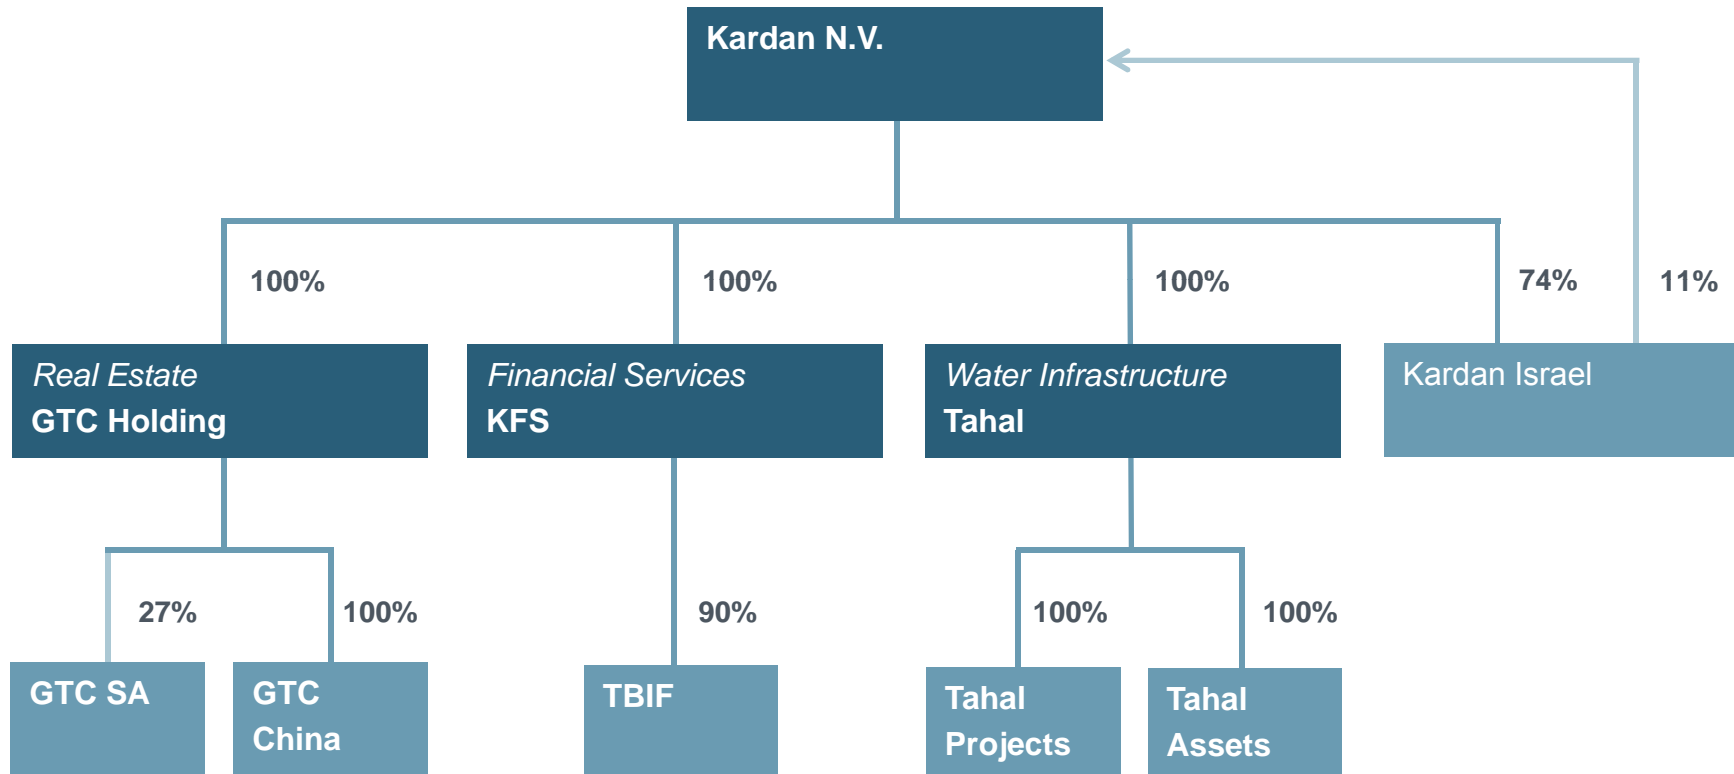 Kardan N.V.
100%
100%
100%
74%
11%
Real Estate
GTC Holding
Financial Services
KFS
Water Infrastructure
Tahal
Kardan Israel
27%
100%
90%
100%
100%
GTC SA
GTC
China
TBIF
Tahal
Projects
Tahal
Assets